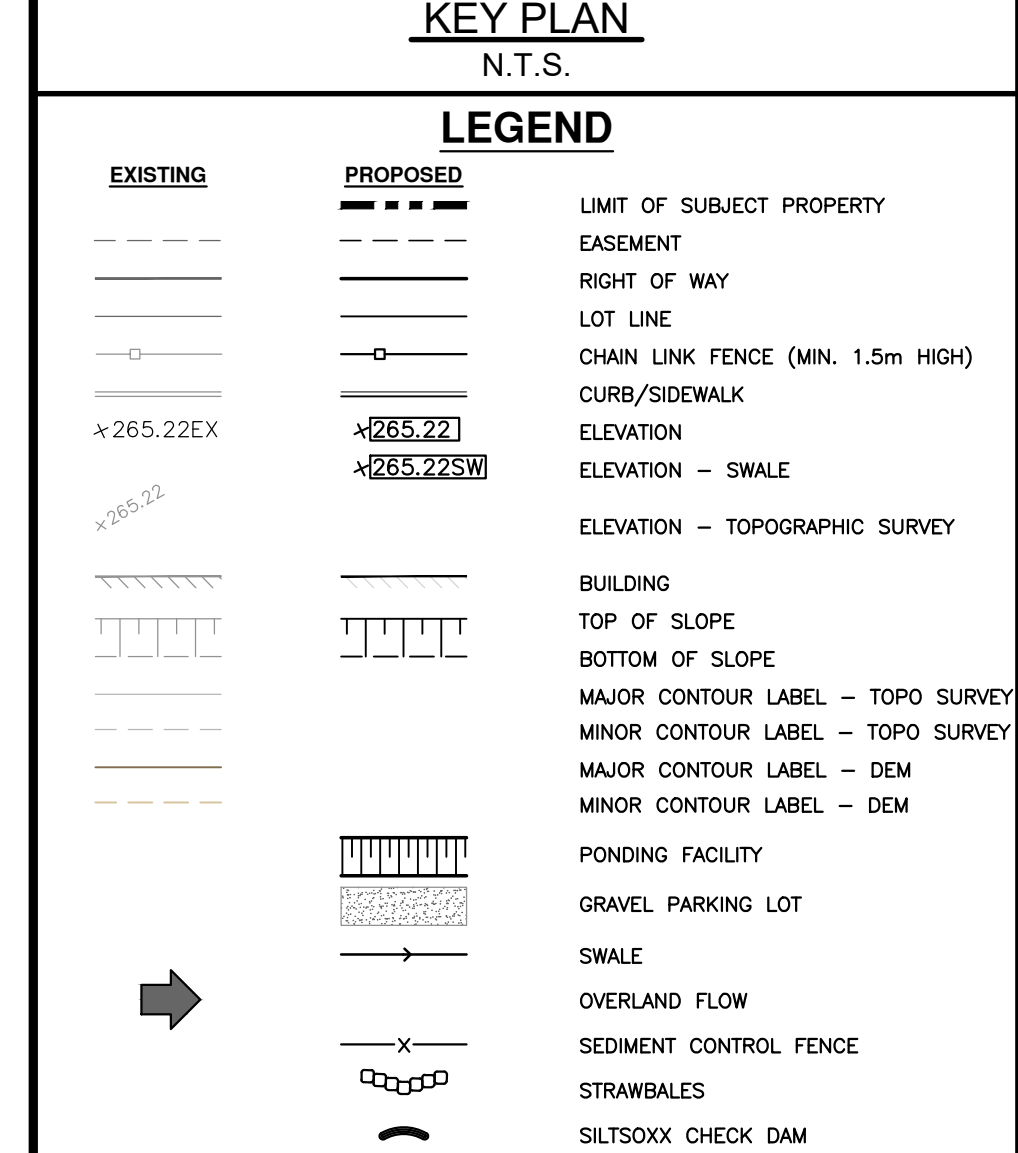 KEY PLAN
N.T.S.
LEGEND
EXISTING PROPOSED
LIMIT OF SUBJECT PROPERTY
EASEMENT
RIGHT OF WAY
LOT LINE
CHAIN LINK FENCE (MIN. 1.5m HIGH)
CURB/SIDEWALK
×265.22EX ×265.22 ELEVATION
×265.22SW ELEVATION – SWALE
×265.22 ELEVATION – TOPOGRAPHIC SURVEY
BUILDING
TOP OF SLOPE
BOTTOM OF SLOPE
MAJOR CONTOUR LABEL – TOPO SURVEY
MINOR CONTOUR LABEL – TOPO SURVEY
MAJOR CONTOUR LABEL – DEM
MINOR CONTOUR LABEL – DEM
PONDING FACILITY
GRAVEL PARKING LOT
SWALE
OVERLAND FLOW
X SEDIMENT CONTROL FENCE
STRAWBALES
SILTSOXX CHECK DAM